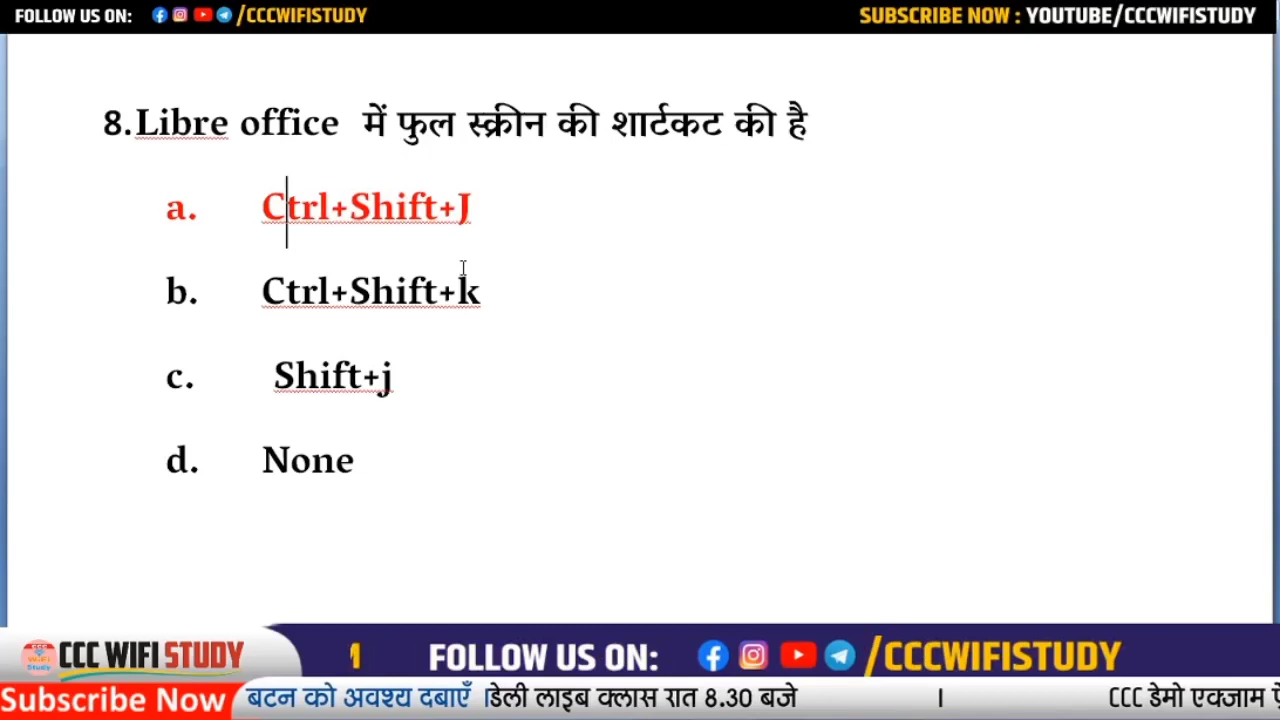 FOLLOW US ON: /CCCWIFISTUDY
SUBSCRIBE NOW : YOUTUBE/CCCWIFISTUDY
8.Libre office में फुल स्क्रीन की शार्टकट की है
a. Ctrl+Shift+J
b. Ctrl+Shift+k
c. Shift+j
d. None
CCC WIFI STUDY
FOLLOW US ON: /CCCWIFISTUDY
Subscribe Now
बटन को अवश्य दबाएँ ।डेली लाइब क्लास रात 8.30 बजे । CCC डेमो एक्जाम